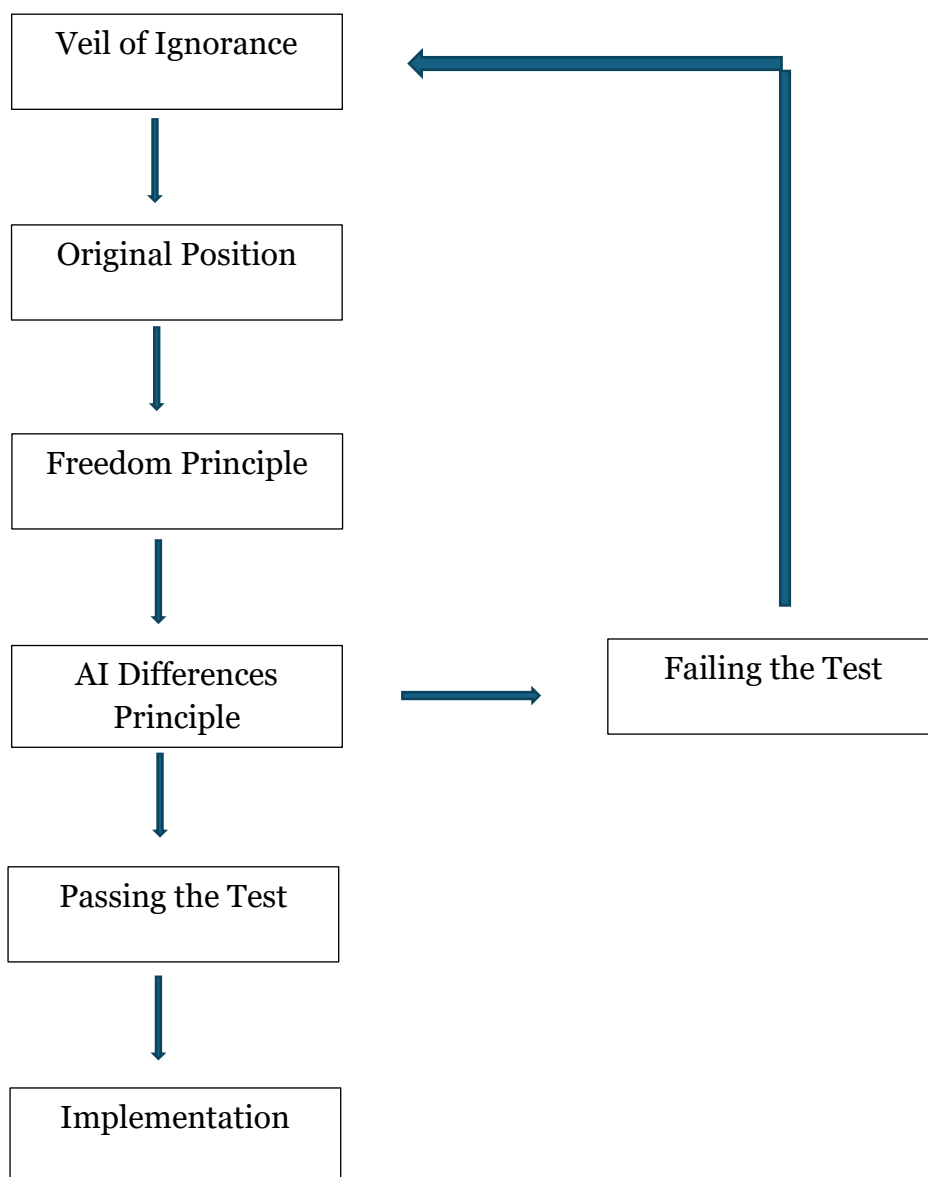 Veil of Ignorance
Original Position
Freedom Principle
AI Differences
Principle
Failing the Test
Passing the Test
Implementation